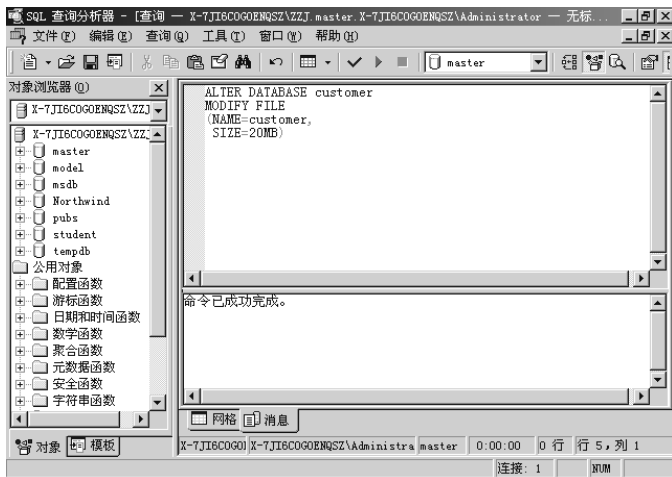 SQL 查询分析器 - [查询 — X-7JI6COGOENQSZ\ZZJ.master.X-7JI6COGOENQSZ\Administrator — 无标...
文件(F) 编辑(E) 查询(Q) 工具(T) 窗口(W) 帮助(H)
master
对象浏览器(O)
X-7JI6COGOENQSZ\ZZJ
X-7JI6COGOENQSZ\ZZJ
master
model
msdb
Northwind
pubs
student
tempdb
公用对象
配置函数
游标函数
日期和时间函数
数学函数
聚合函数
元数据函数
安全函数
字符串函数
对象 模板
ALTER DATABASE customer
MODIFY FILE
(NAME=customer,
SIZE=20MB)
命令已成功完成。
网格 消息
X-7JI6COGO X-7JI6COGOENQSZ\Administra master 0:00:00 0 行 行 5，列 1
连接: 1 NUM